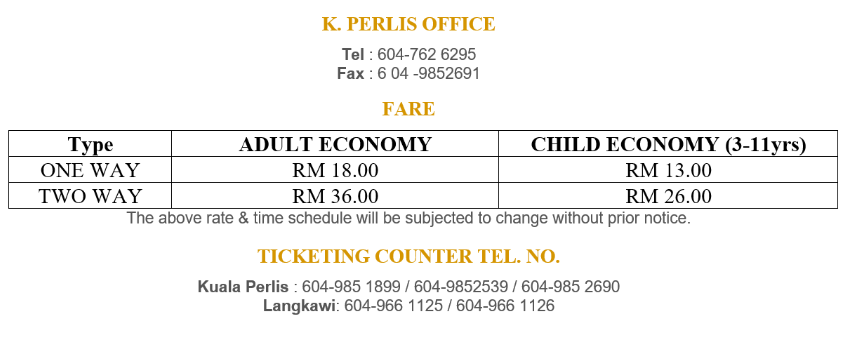 K. PERLIS OFFICE
Tel : 604-762 6295
Fax : 6 04 -9852691
FARE
Type ADULT ECONOMY CHILD ECONOMY (3-11yrs)
ONE WAY RM 18.00 RM 13.00
TWO WAY RM 36.00 RM 26.00
The above rate & time schedule will be subjected to change without prior notice.
TICKETING COUNTER TEL. NO.
Kuala Perlis : 604-985 1899 / 604-9852539 / 604-985 2690
Langkawi: 604-966 1125 / 604-966 1126